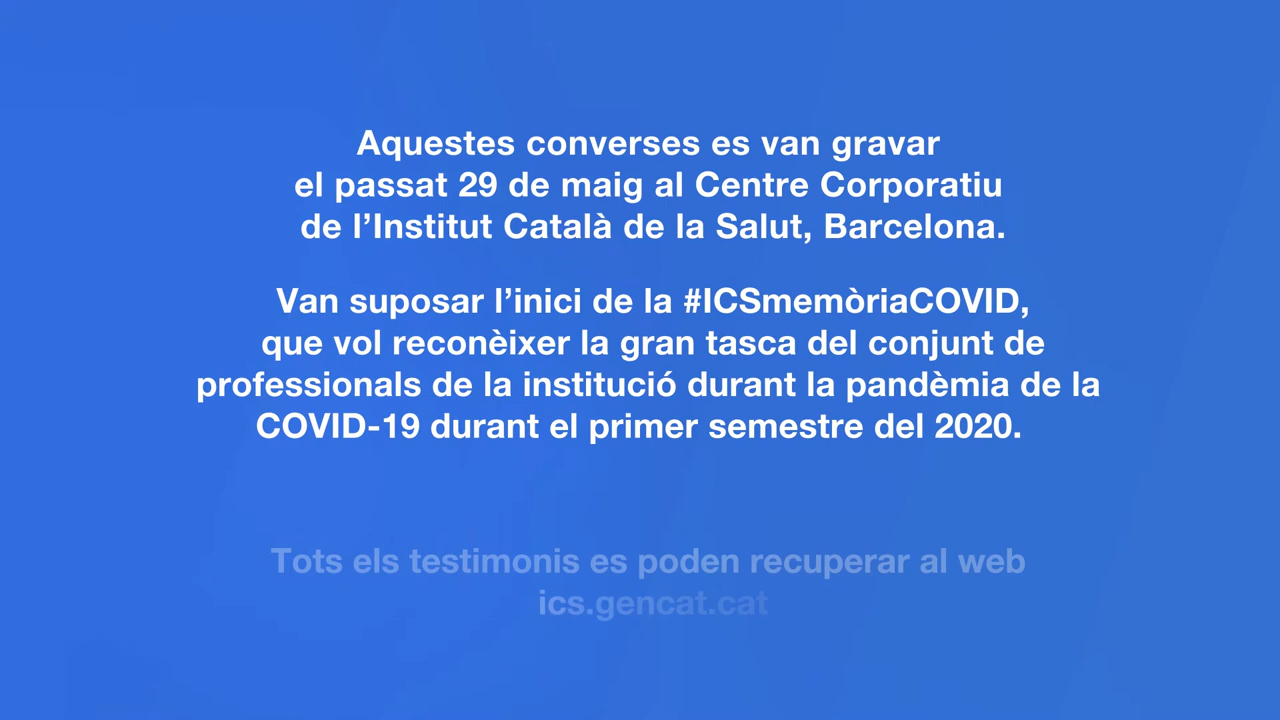 Aquestes converses es van gravar
el passat 29 de maig al Centre Corporatiu
de l’Institut Català de la Salut, Barcelona.
Van suposar l’inici de la #ICSmemòriaCOVID,
que vol reconèixer la gran tasca del conjunt de
professionals de la institució durant la pandèmia de la
COVID-19 durant el primer semestre del 2020.
Tots els testimonis es poden recuperar al web
ics.gencat.cat